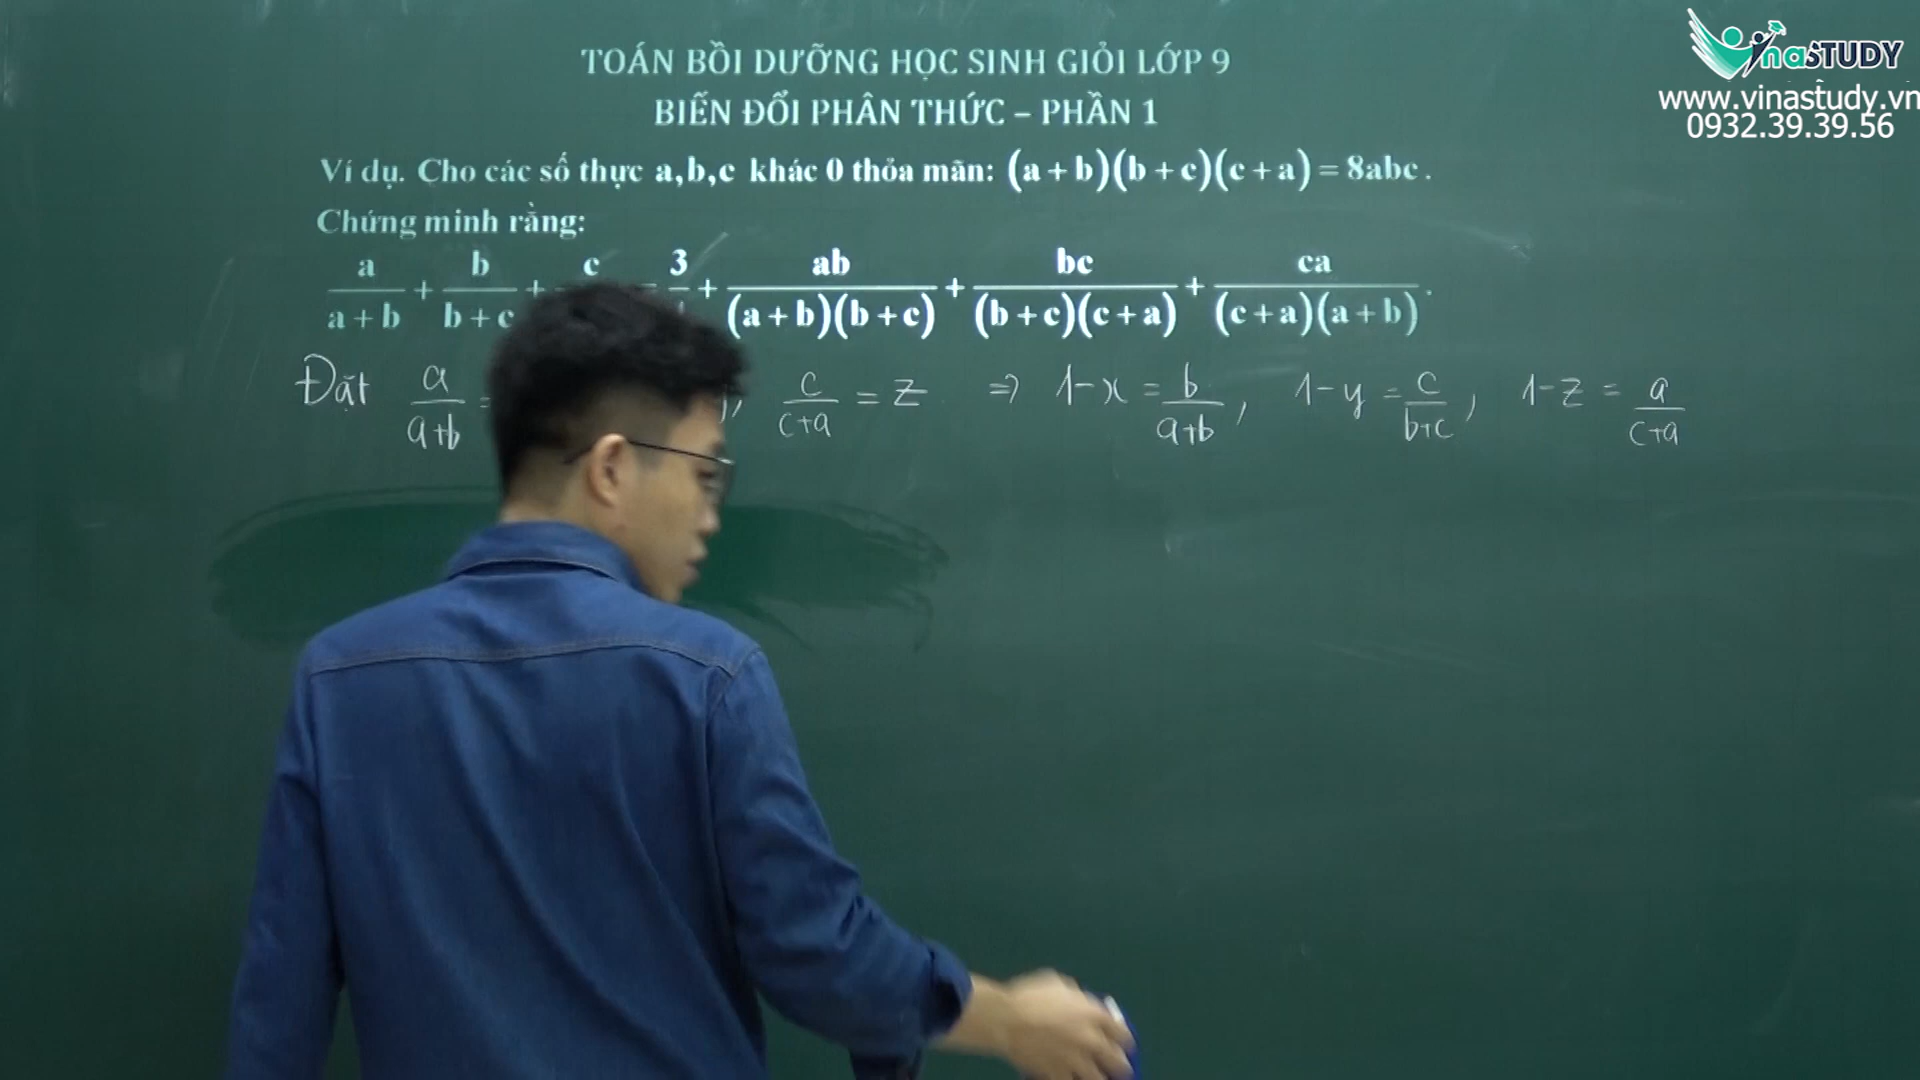 VinaSTUDY
www.vinastudy.vn
0932.39.39.56
TOÁN BỒI DƯỠNG HỌC SINH GIỎI LỚP 9
BIẾN ĐỔI PHÂN THỨC – PHẦN 1
Ví dụ. Cho các số thực a,b,c khác 0 thỏa mãn: (a + b)(b + c)(c + a) = 8abc .
Chứng minh rằng:
a/(a + b) + b/(b + c) + c = 3 + ab/((a + b)(b + c)) + bc/((b + c)(c + a)) + ca/((c + a)(a + b)) .
Đặt a/(a+b) = , c/(c+a) = z ⇒ 1-x = b/(a+b) , 1-y = c/(b+c) , 1-z = a/(c+a)